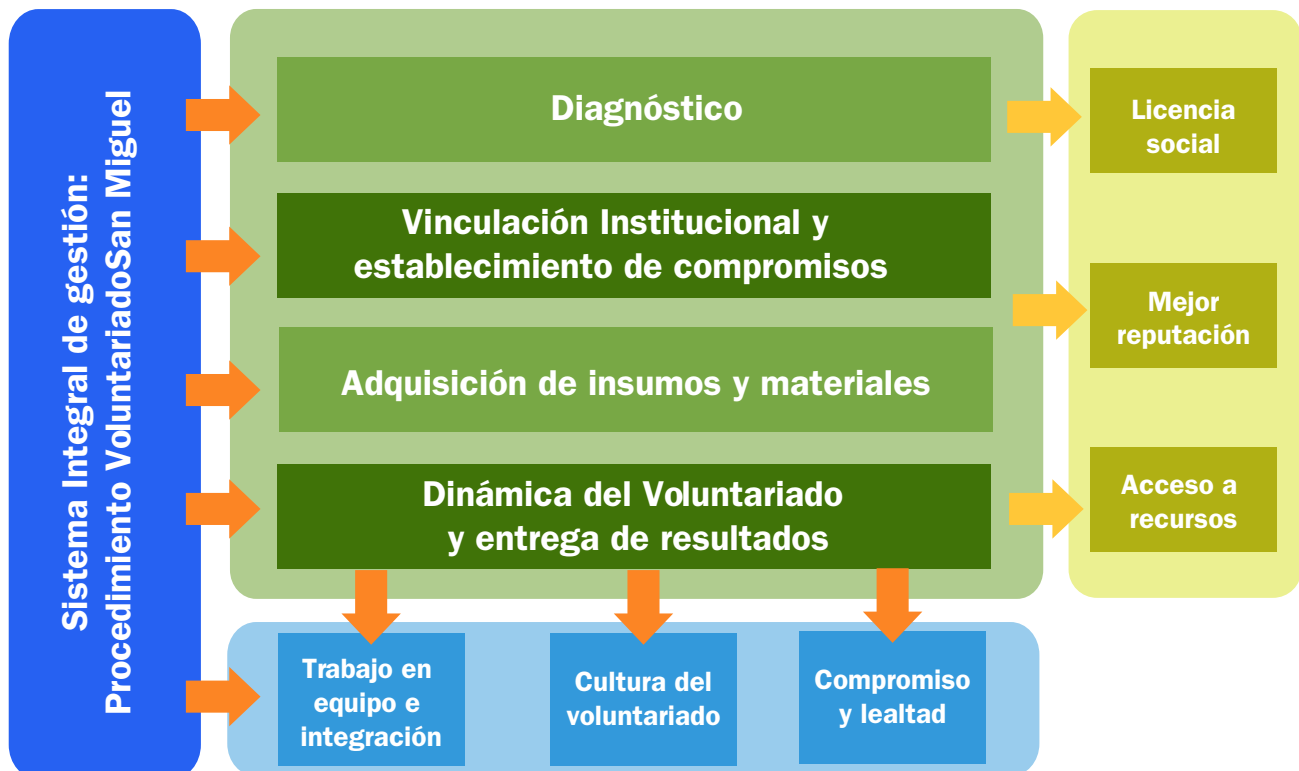 Sistema Integral de gestión:
Procedimiento VoluntariadoSan Miguel
Diagnóstico
Vinculación Institucional y
establecimiento de compromisos
Adquisición de insumos y materiales
Dinámica del Voluntariado
y entrega de resultados
Licencia
social
Mejor
reputación
Acceso a
recursos
Trabajo en
equipo e
integración
Cultura del
voluntariado
Compromiso
y lealtad